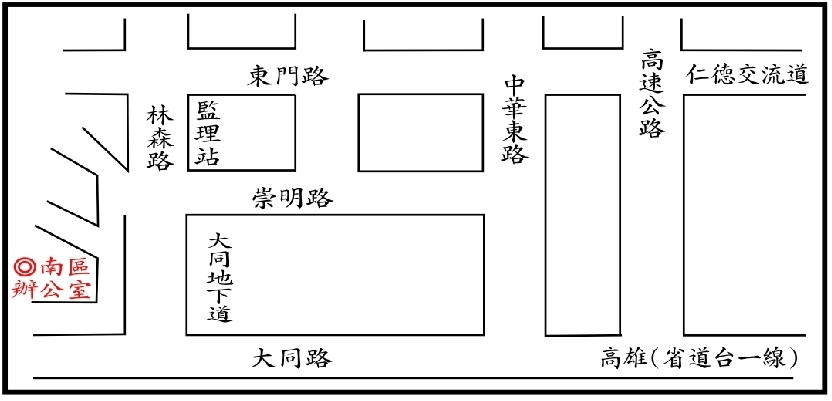 東門路
中華東路
高速公路
仁德交流道
林森路
監理站
崇明路
大同地下道
◎南區
辦公室
大同路
高雄(省道台一線)